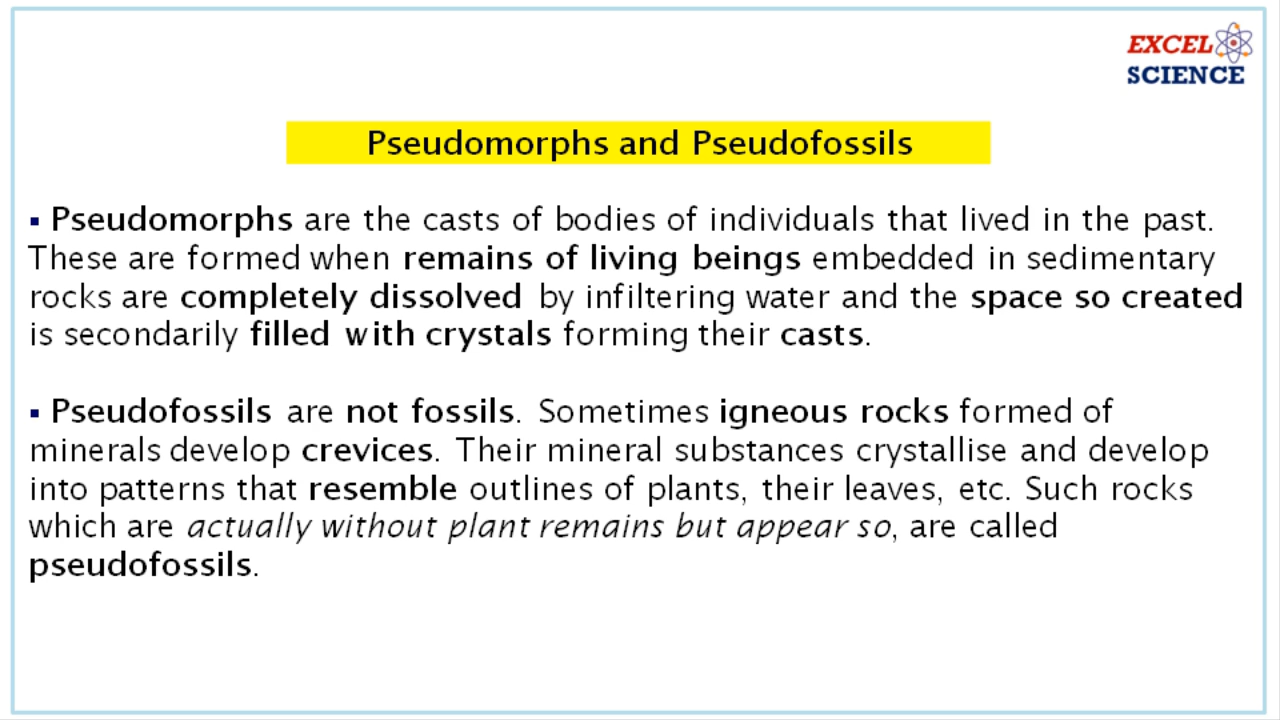 EXCEL
SCIENCE
Pseudomorphs and Pseudofossils
▪ Pseudomorphs are the casts of bodies of individuals that lived in the past.
These are formed when remains of living beings embedded in sedimentary
rocks are completely dissolved by infiltering water and the space so created
is secondarily filled with crystals forming their casts.
▪ Pseudofossils are not fossils. Sometimes igneous rocks formed of
minerals develop crevices. Their mineral substances crystallise and develop
into patterns that resemble outlines of plants, their leaves, etc. Such rocks
which are actually without plant remains but appear so, are called
pseudofossils.